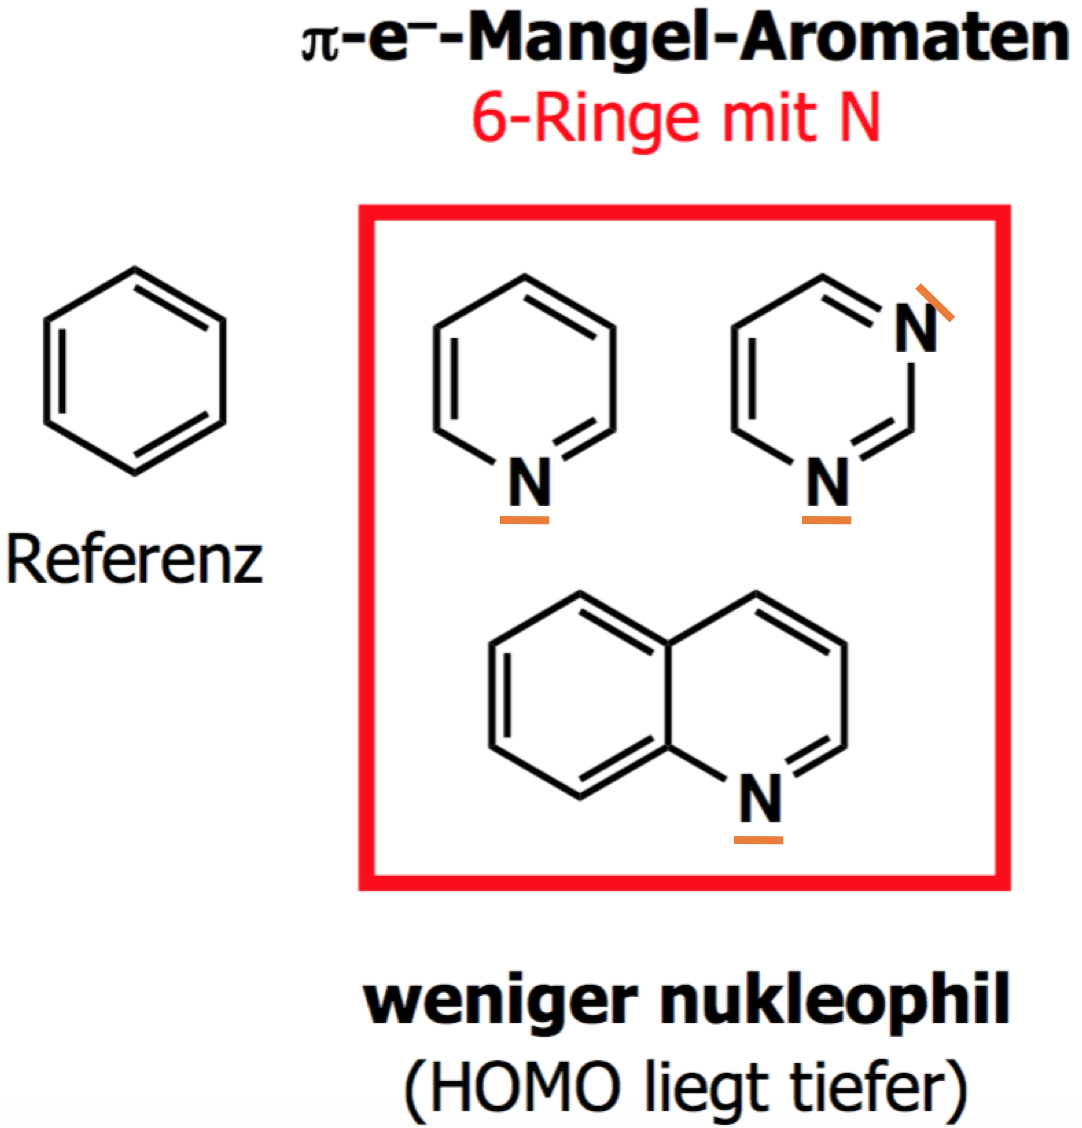 π-e⁻-Mangel-Aromaten
6-Ringe mit N
N
N
N
Referenz
N
weniger nukleophil
(HOMO liegt tiefer)